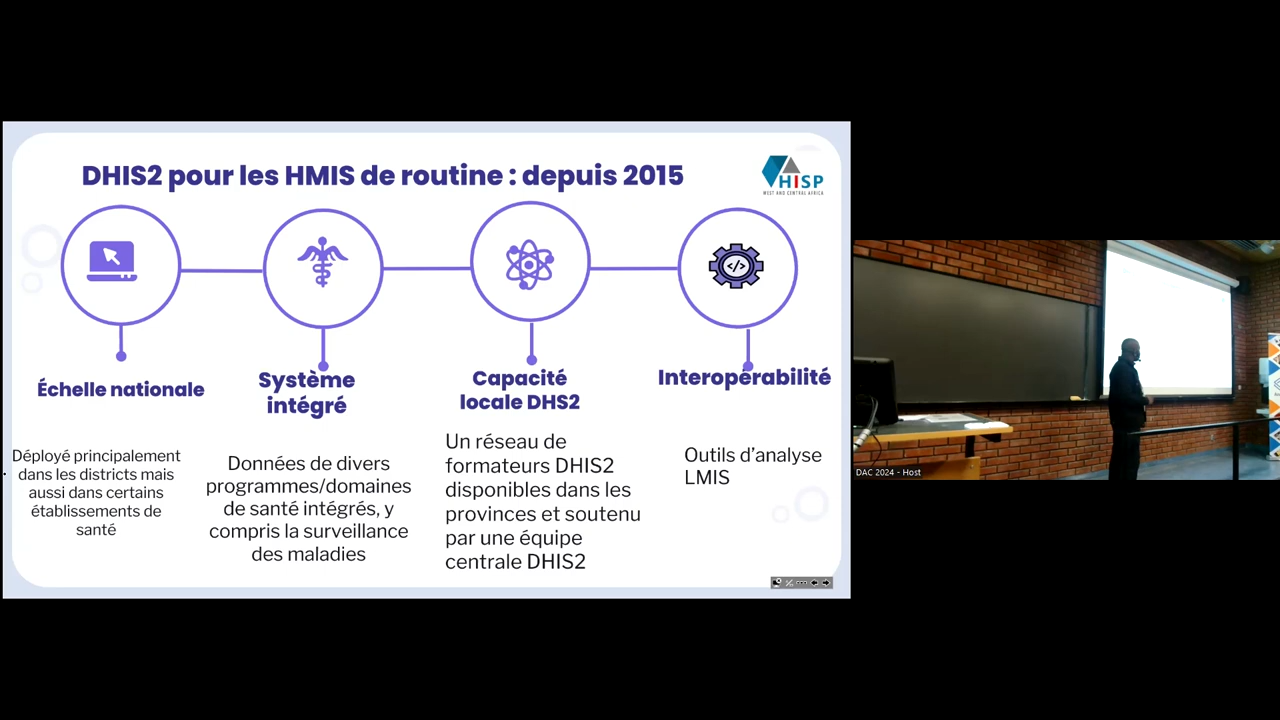 DHIS2 pour les HMIS de routine : depuis 2015
HISP
WEST AND CENTRAL AFRICA
Échelle nationale
Déployé principalement
dans les districts mais
aussi dans certains
établissements de
santé
Système
intégré
Données de divers
programmes/domaines
de santé intégrés, y
compris la surveillance
des maladies
Capacité
locale DHS2
Un réseau de
formateurs DHIS2
disponibles dans les
provinces et soutenu
par une équipe
centrale DHIS2
Interopérabilité
Outils d’analyse
LMIS
</>
DAC 2024 - Host